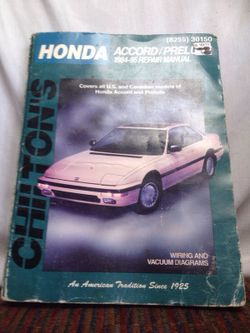 (8255) 30150
HONDA
ACCORD/PRELU
1984-95 REPAIR MANUAL
Covers all U.S. and Canadian models of
Honda Accord and Prelude
CHILTON'S
WIRING AND
VACUUM DIAGRAMS
An American Tradition Since 1925